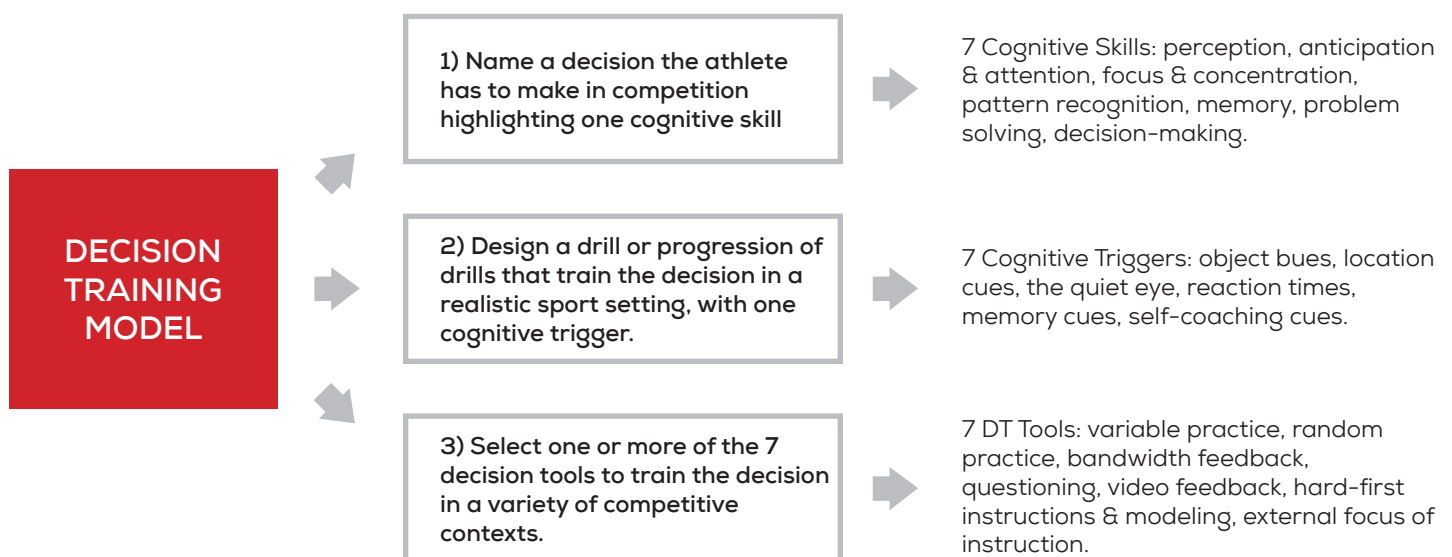 DECISION
TRAINING
MODEL
1) Name a decision the athlete
has to make in competition
highlighting one cognitive skill
7 Cognitive Skills: perception, anticipation
& attention, focus & concentration,
pattern recognition, memory, problem
solving, decision-making.
2) Design a drill or progression of
drills that train the decision in a
realistic sport setting, with one
cognitive trigger.
7 Cognitive Triggers: object bues, location
cues, the quiet eye, reaction times,
memory cues, self-coaching cues.
3) Select one or more of the 7
decision tools to train the decision
in a variety of competitive
contexts.
7 DT Tools: variable practice, random
practice, bandwidth feedback,
questioning, video feedback, hard-first
instructions & modeling, external focus of
instruction.